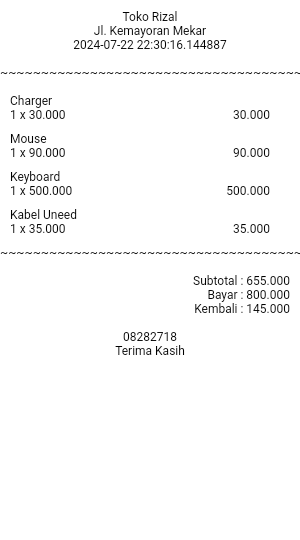 Toko Rizal
Jl. Kemayoran Mekar
2024-07-22 22:30:16.144887
~~~~~~~~~~~~~~~~~~~~~~~~~~~~~~~~~~~~~~
Charger
1 x 30.000 30.000
Mouse
1 x 90.000 90.000
Keyboard
1 x 500.000 500.000
Kabel Uneed
1 x 35.000 35.000
~~~~~~~~~~~~~~~~~~~~~~~~~~~~~~~~~~~~~~
Subtotal : 655.000
Bayar : 800.000
Kembali : 145.000
08282718
Terima Kasih